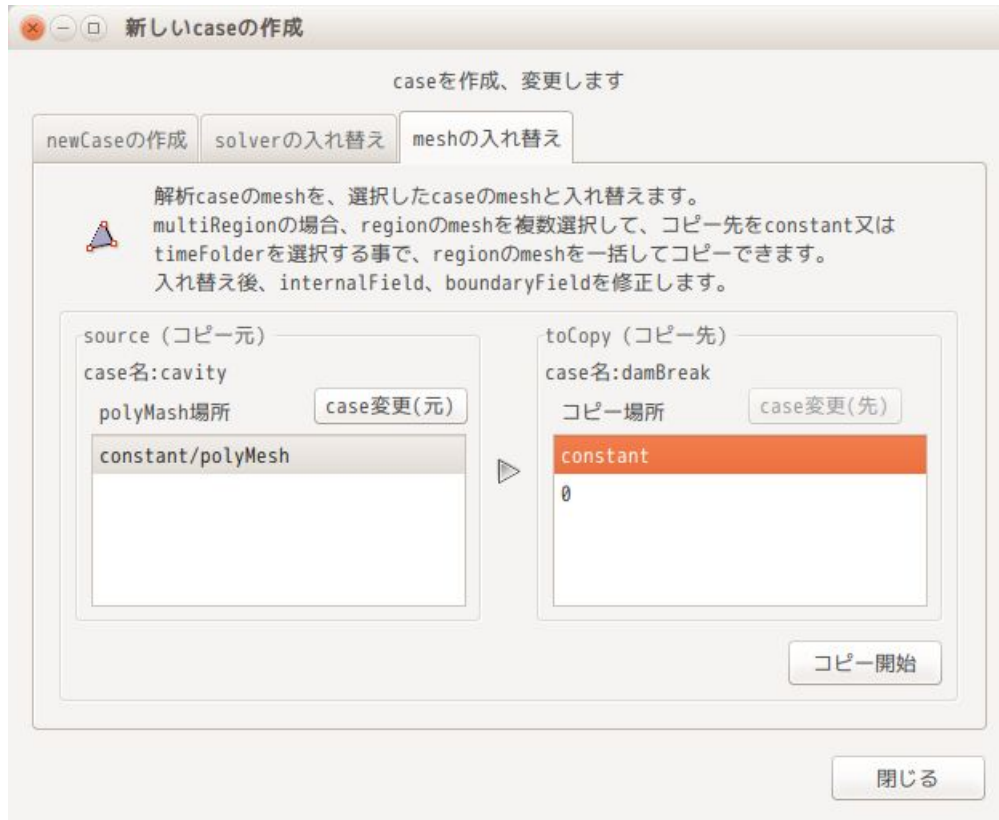 新しいcaseの作成
caseを作成、変更します
newCaseの作成
solverの入れ替え
meshの入れ替え
解析caseのmeshを、選択したcaseのmeshと入れ替えます。
multiRegionの場合、regionのmeshを複数選択して、コピー先をconstant又は
timeFolderを選択する事で、regionのmeshを一括してコピーできます。
入れ替え後、internalField、boundaryFieldを修正します。
source (コピー元)
case名:cavity
polyMash場所
case変更(元)
constant/polyMesh
toCopy (コピー先)
case名:damBreak
コピー場所
case変更(先)
constant
0
コピー開始
閉じる